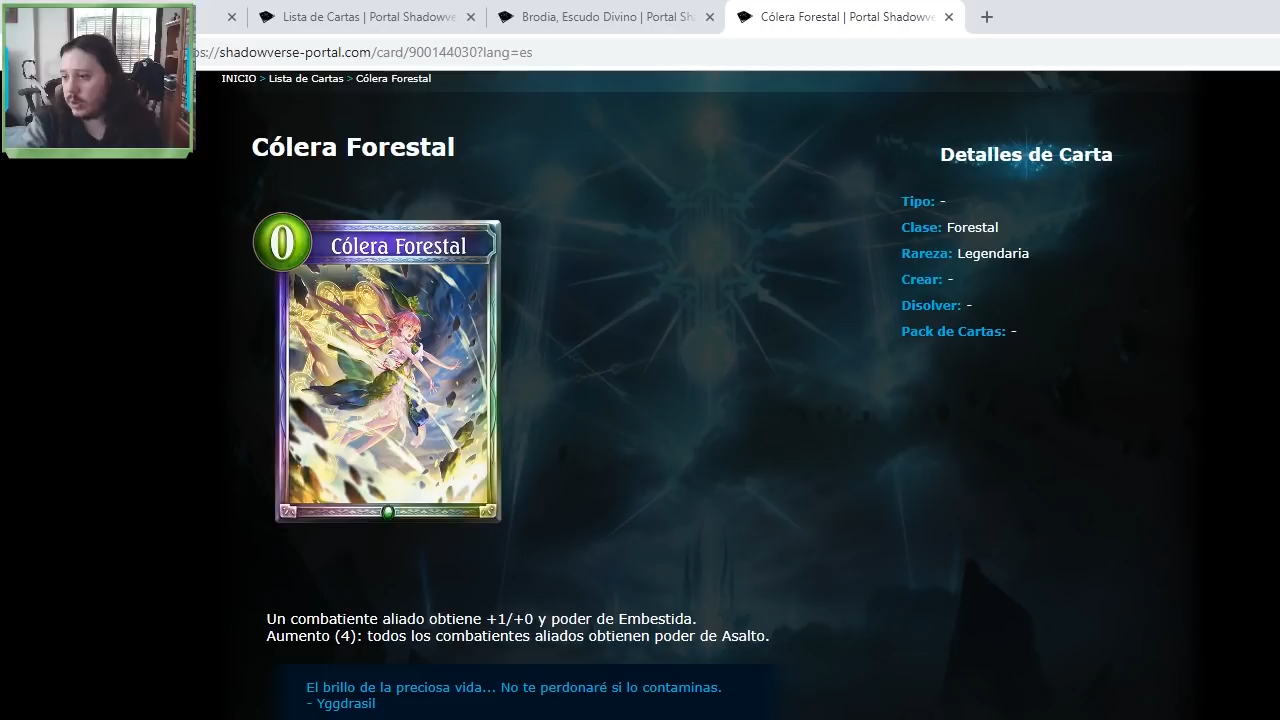 Lista de Cartas | Portal Shadowve
Erralá, Escudo Divino | Portal Sh
Cólera Forestal | Portal Shadowve
ps://shadowverse-portal.com/card/900144030?lang=es
INICIO > Lista de Cartas > Cólera Forestal
Cólera Forestal
Detalles de Carta
Tipo: -
Clase: Forestal
Rareza: Legendaria
Crear: -
Disolver: -
Pack de Cartas: -
0
Cólera Forestal
Un combatiente aliado obtiene +1/+0 y poder de Embestida.
Aumento (4): todos los combatientes aliados obtienen poder de Asalto.
El brillo de la preciosa vida... No te perdonaré si lo contaminas.
- Yggdrasil